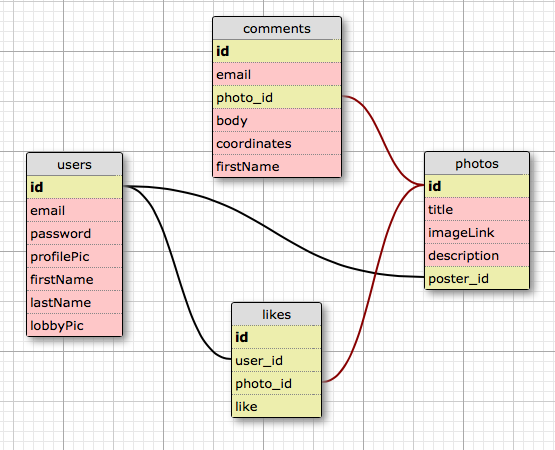 comments
id
email
photo_id
body
coordinates
firstName
users
id
email
password
profilePic
firstName
lastName
lobbyPic
photos
id
title
imageLink
description
poster_id
likes
id
user_id
photo_id
like